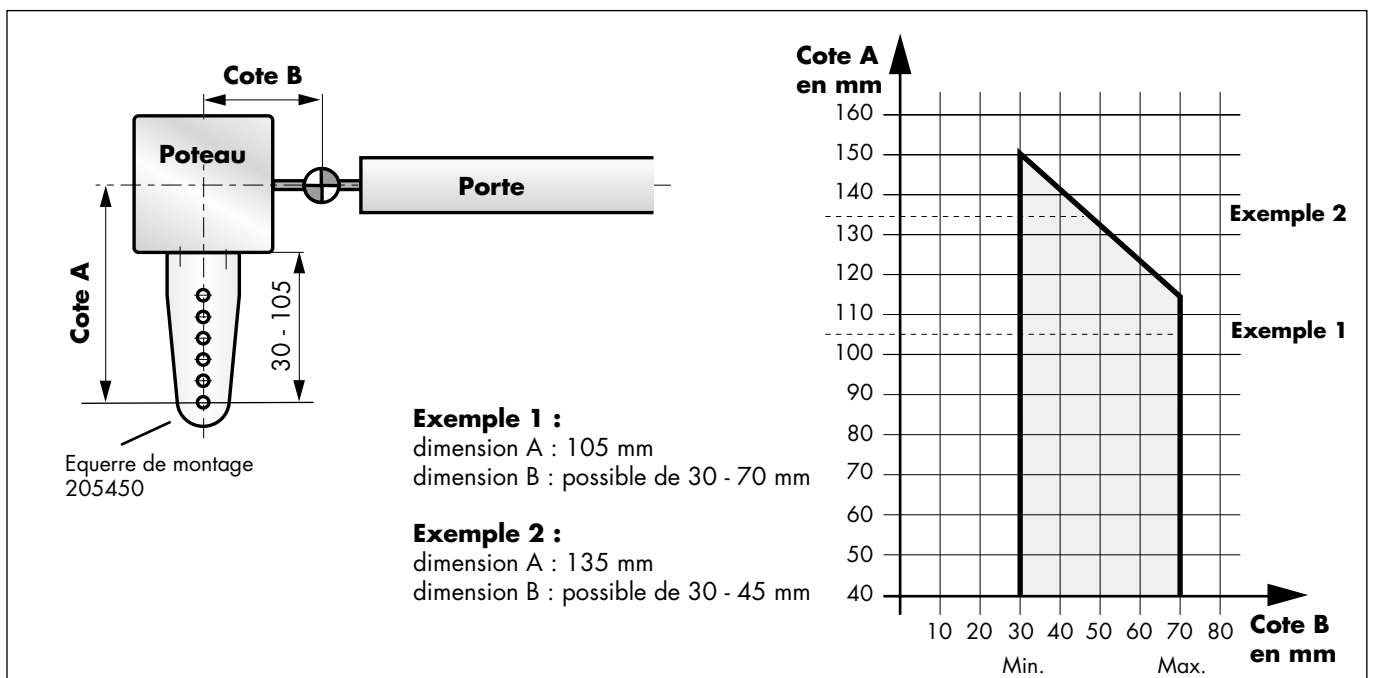 Cote B
Poteau
Porte
Cote A
30 - 105
Equerre de montage
205450
Exemple 1 :
dimension A : 105 mm
dimension B : possible de 30 - 70 mm
Exemple 2 :
dimension A : 135 mm
dimension B : possible de 30 - 45 mm
Cote A
en mm
160
150
140
130
120
110
100
90
80
70
60
50
40
Exemple 2
Exemple 1
10 20 30 40 50 60 70 80
Min. Max.
Cote B
en mm